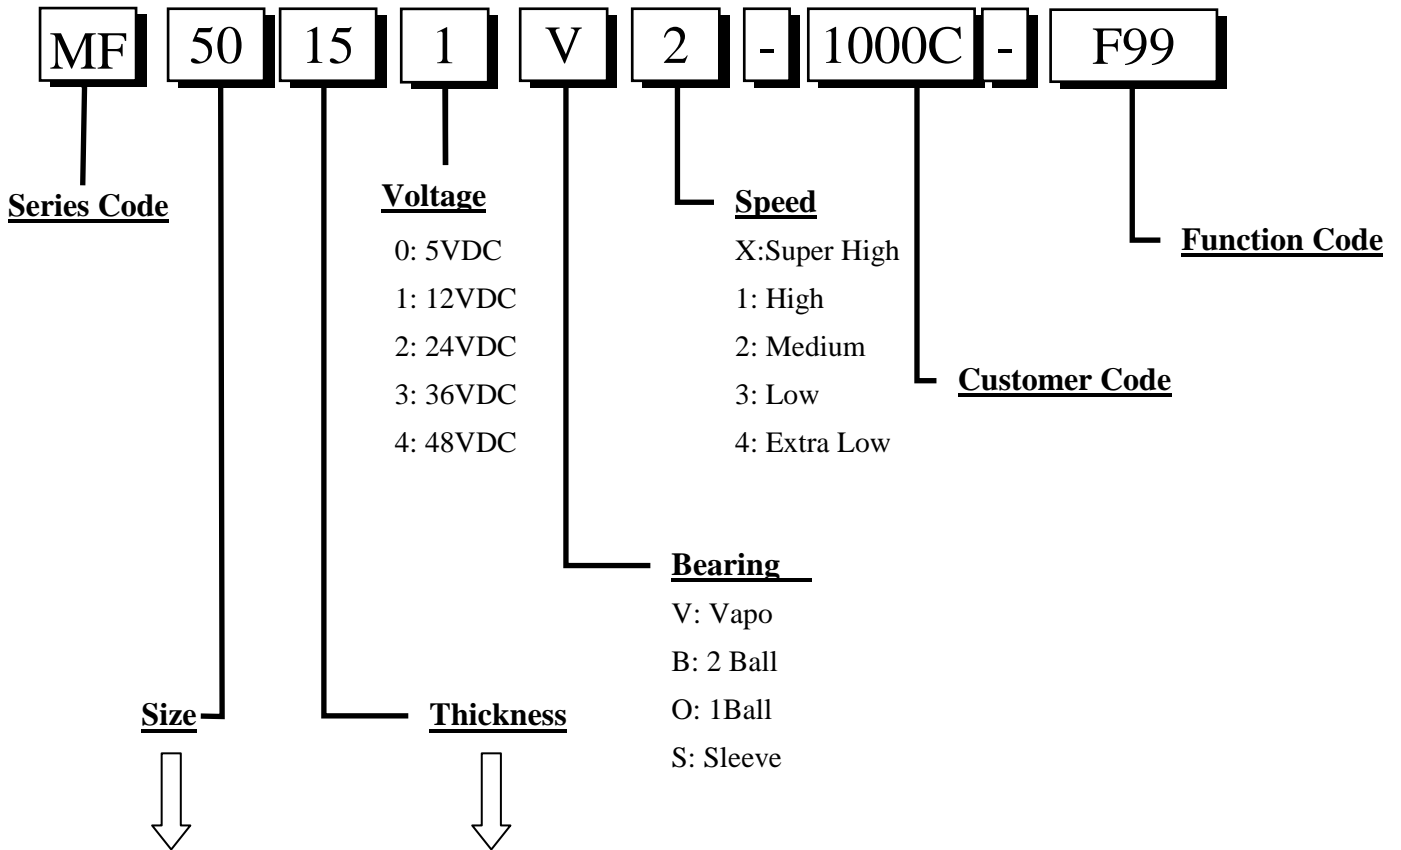 MF 50 15 1 V 2 - 1000C - F99
Series Code
Voltage
0: 5VDC
1: 12VDC
2: 24VDC
3: 36VDC
4: 48VDC
Speed
X:Super High
1: High
2: Medium
3: Low
4: Extra Low
Function Code
Customer Code
Bearing
V: Vapo
B: 2 Ball
O: 1Ball
S: Sleeve
Size
Thickness